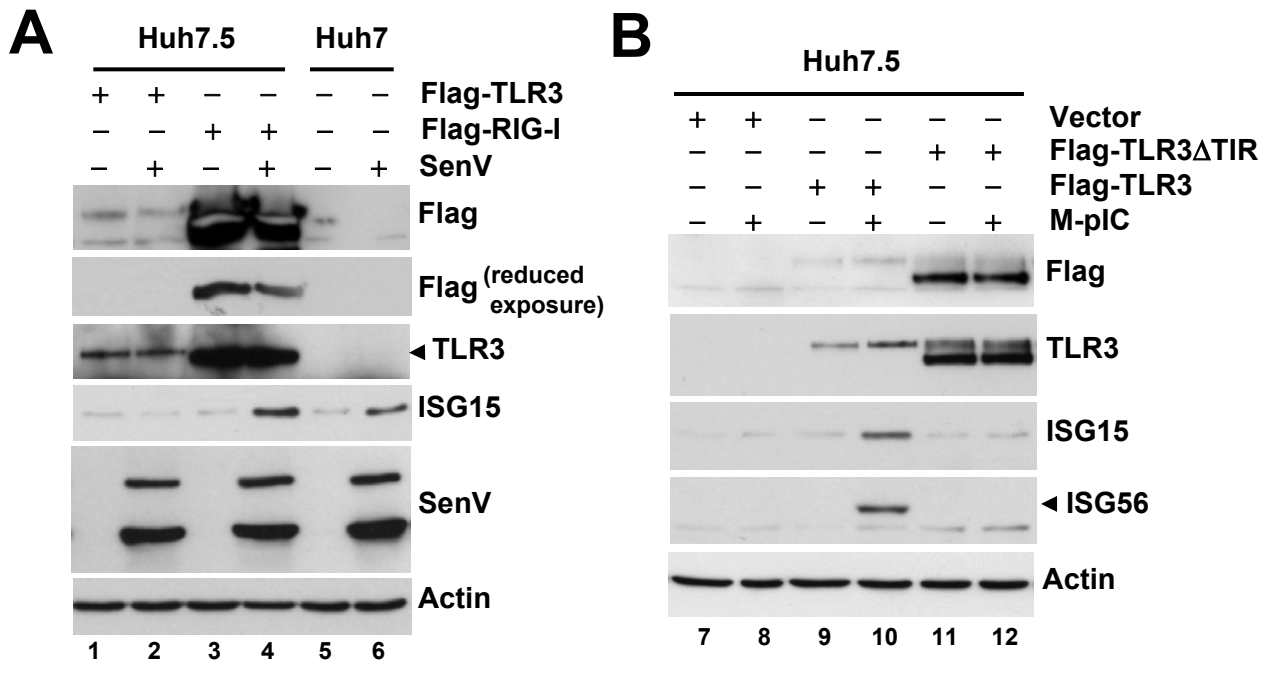 A
Huh7.5 Huh7
+ + – – – – Flag-TLR3
– – + + – – Flag-RIG-I
– + – + – + SenV
Flag
Flag (reduced exposure)
◄ TLR3
ISG15
SenV
Actin
1 2 3 4 5 6
B
Huh7.5
+ + – – – – Vector
– – – – + + Flag-TLR3ΔTIR
– – + + – – Flag-TLR3
– + – + – + M-pIC
Flag
TLR3
ISG15
◄ ISG56
Actin
7 8 9 10 11 12